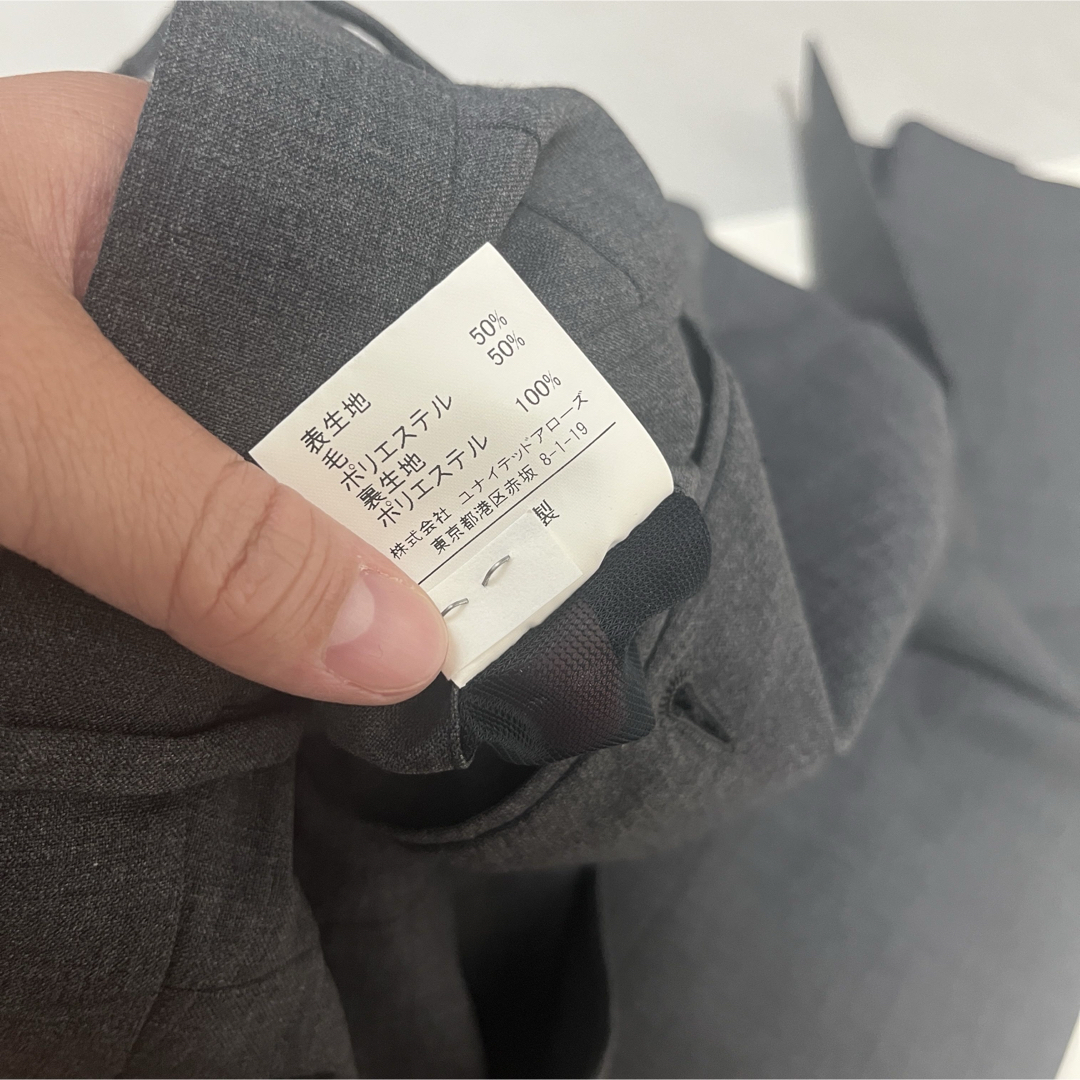 表生地
毛 50%
ポリエステル 50%
裏生地
ポリエステル 100%
株式会社 ユナイテッドアローズ
東京都港区赤坂 8-1-19
製